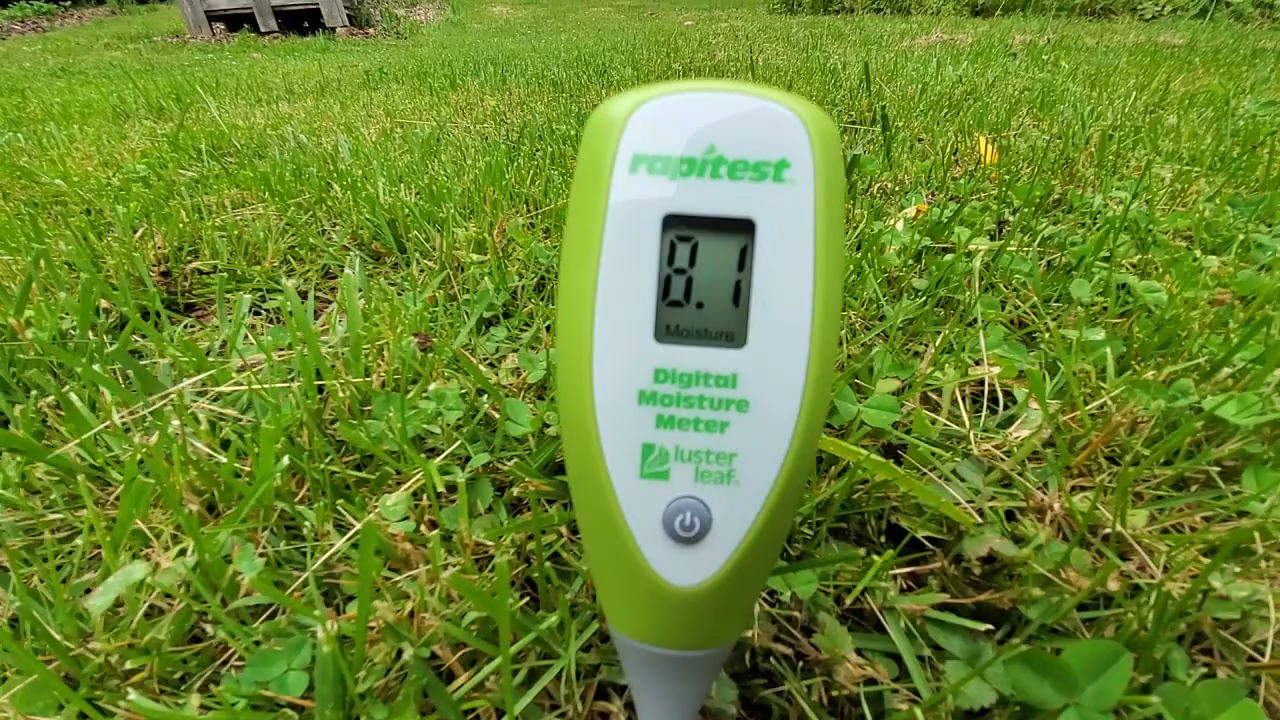 rapitest
8.1
Moisture
Digital
Moisture
Meter
luster
leaf